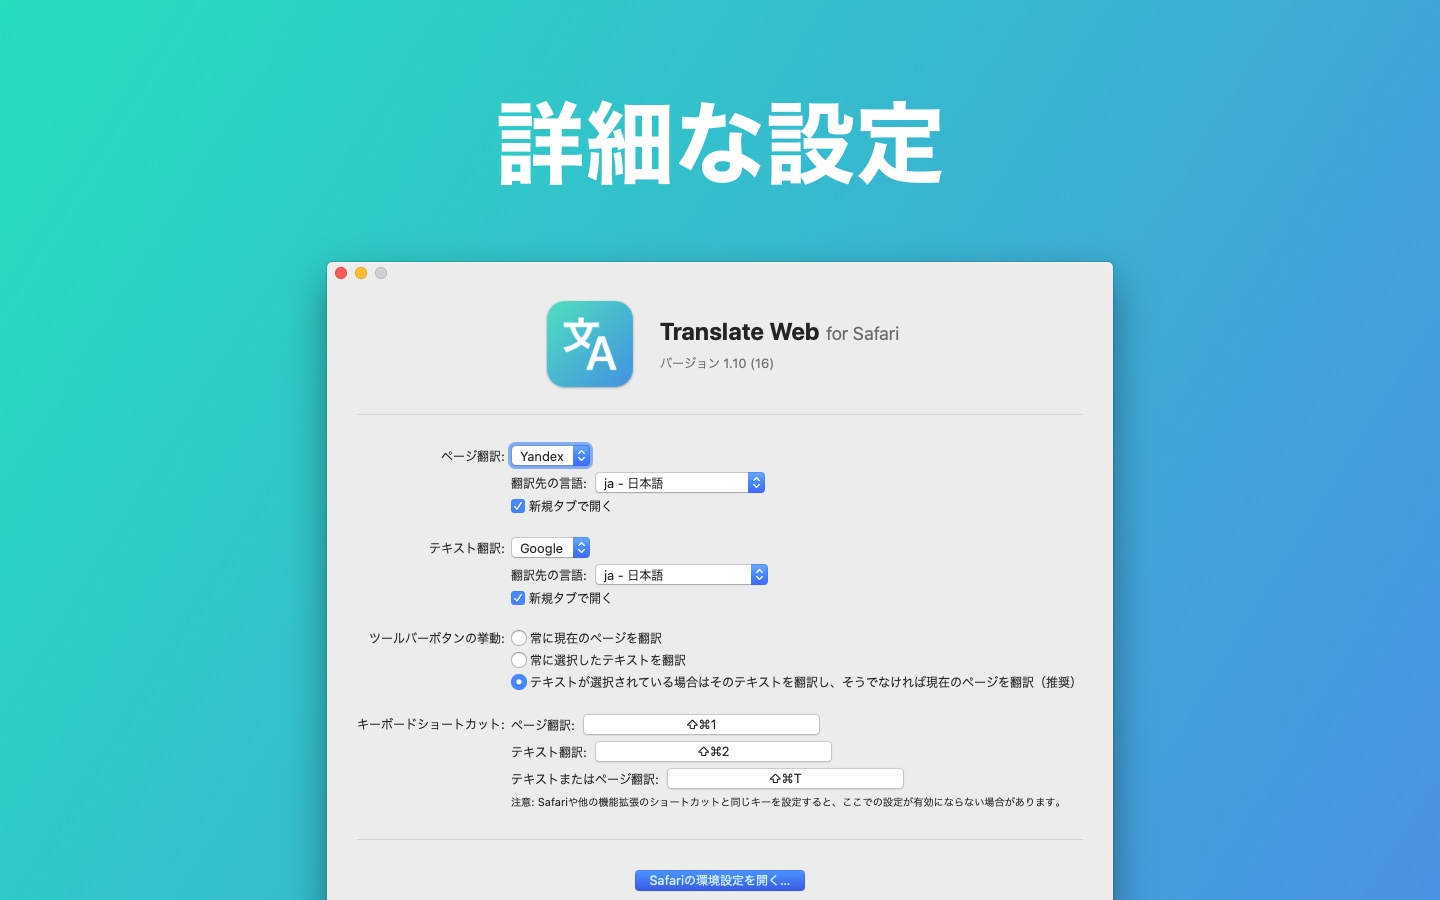 詳細な設定
文A
Translate Web for Safari
バージョン 1.10 (16)
ページ翻訳: Yandex
翻訳先の言語: ja - 日本語
新規タブで開く
テキスト翻訳: Google
翻訳先の言語: ja - 日本語
新規タブで開く
ツールバーボタンの挙動: 常に現在のページを翻訳
常に選択したテキストを翻訳
テキストが選択されている場合はそのテキストを翻訳し、そうでなければ現在のページを翻訳（推奨）
キーボードショートカット: ページ翻訳: ⇧⌘1
テキスト翻訳: ⇧⌘2
テキストまたはページ翻訳: ⇧⌘T
注意: Safariや他の機能拡張のショートカットと同じキーを設定すると、ここでの設定が有効にならない場合があります。
Safariの環境設定を開く...